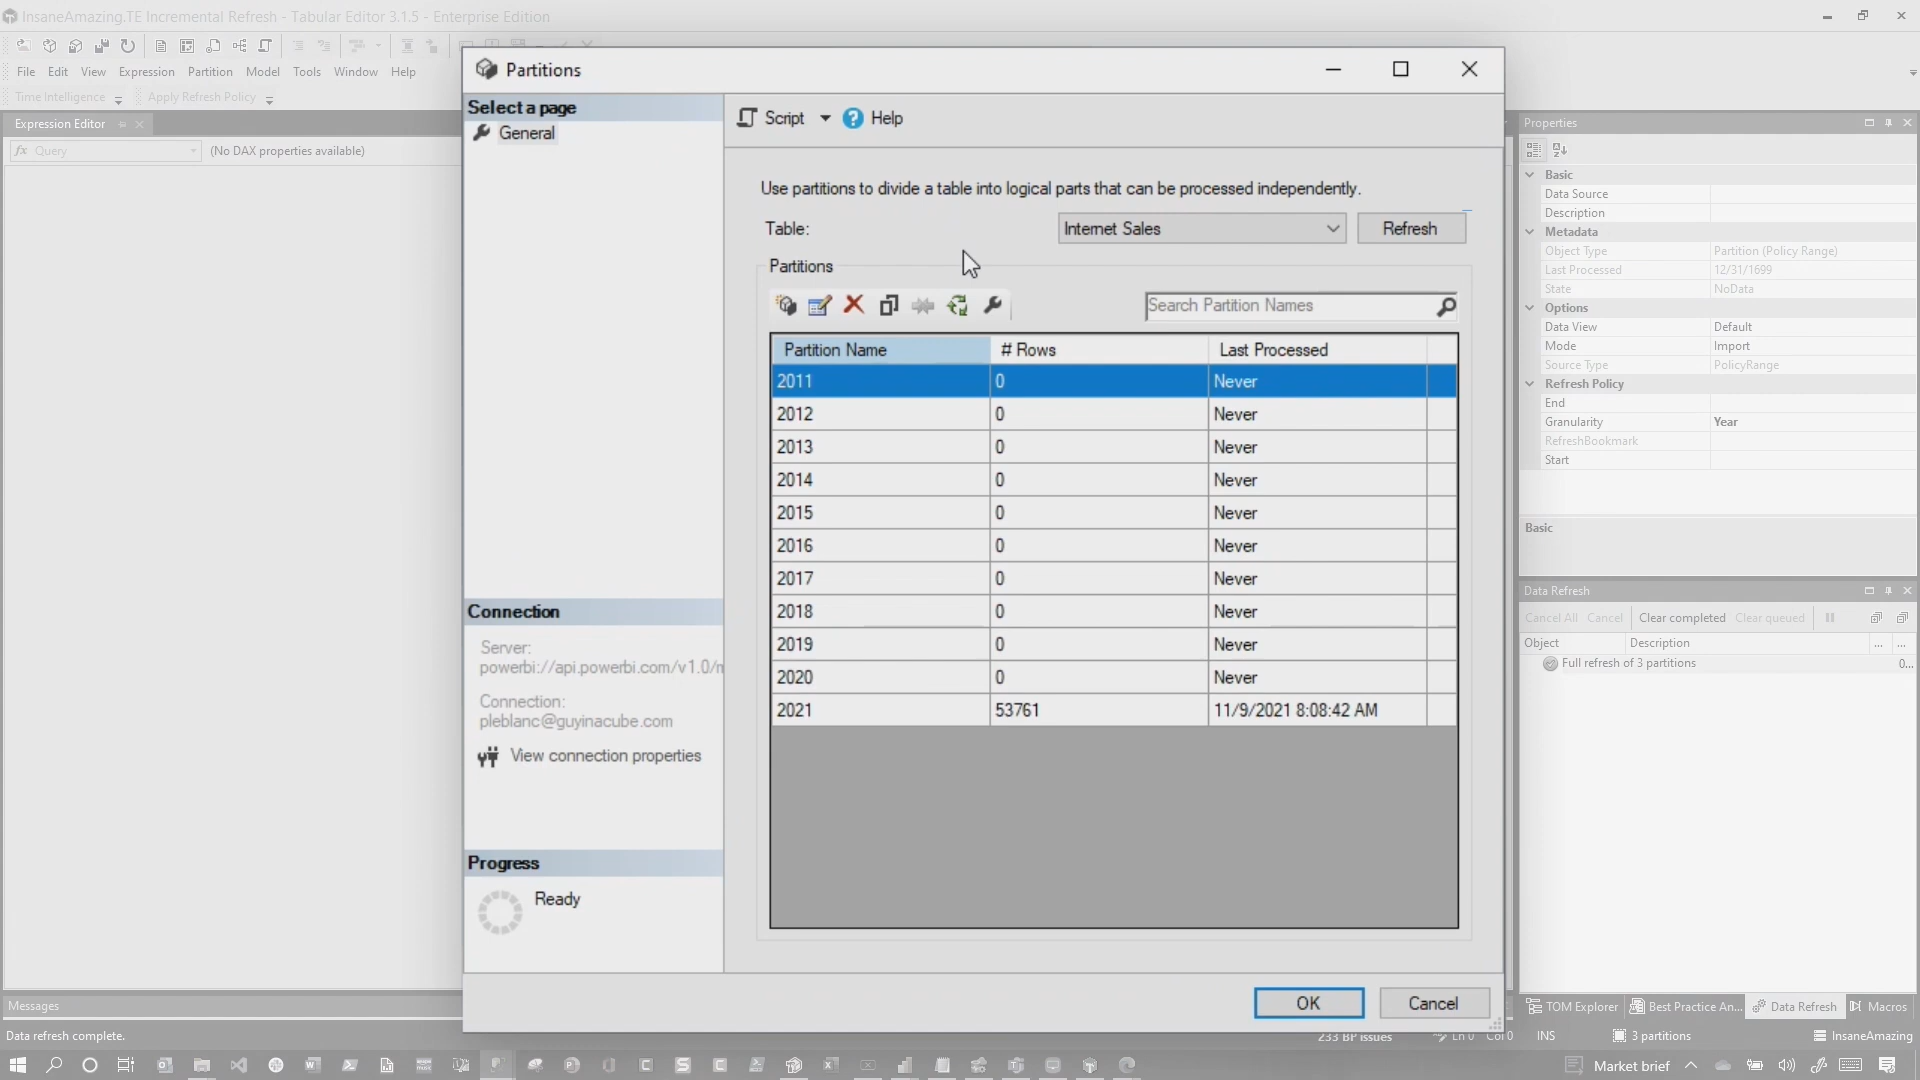 InsaneAmazing.TE Incremental Refresh - Tabular Editor 3.1.5 - Enterprise Edition
File Edit View Expression Partition Model Tools Window Help
Time Intelligence Apply Refresh Policy
Expression Editor
fx Query (No DAX properties available)
Partitions
Select a page
General
Script Help
Use partitions to divide a table into logical parts that can be processed independently.
Table: Internet Sales Refresh
Partitions
Search Partition Names
Partition Name # Rows Last Processed
2011 0 Never
2012 0 Never
2013 0 Never
2014 0 Never
2015 0 Never
2016 0 Never
2017 0 Never
2018 0 Never
2019 0 Never
2020 0 Never
2021 53761 11/9/2021 8:08:42 AM
Connection
Server:
powerbi://api.powerbi.com/v1.0/m
Connection:
pleblanc@guyinacube.com
View connection properties
Progress
Ready
OK Cancel
Properties
Basic
Data Source
Description
Metadata
Object Type Partition (Policy Range)
Last Processed 12/31/1699
State NoData
Options
Data View Default
Mode Import
Source Type PolicyRange
Refresh Policy
End
Granularity Year
RefreshBookmark
Start
Basic
Data Refresh
Cancel All Cancel Clear completed Clear queued
Object Description ... ...
Full refresh of 3 partitions 0...
TOM Explorer Best Practice An... Data Refresh Macros
Messages
Data refresh complete. 233 BP issues Ln 0 Col 0 INS 3 partitions InsaneAmazing
Market brief